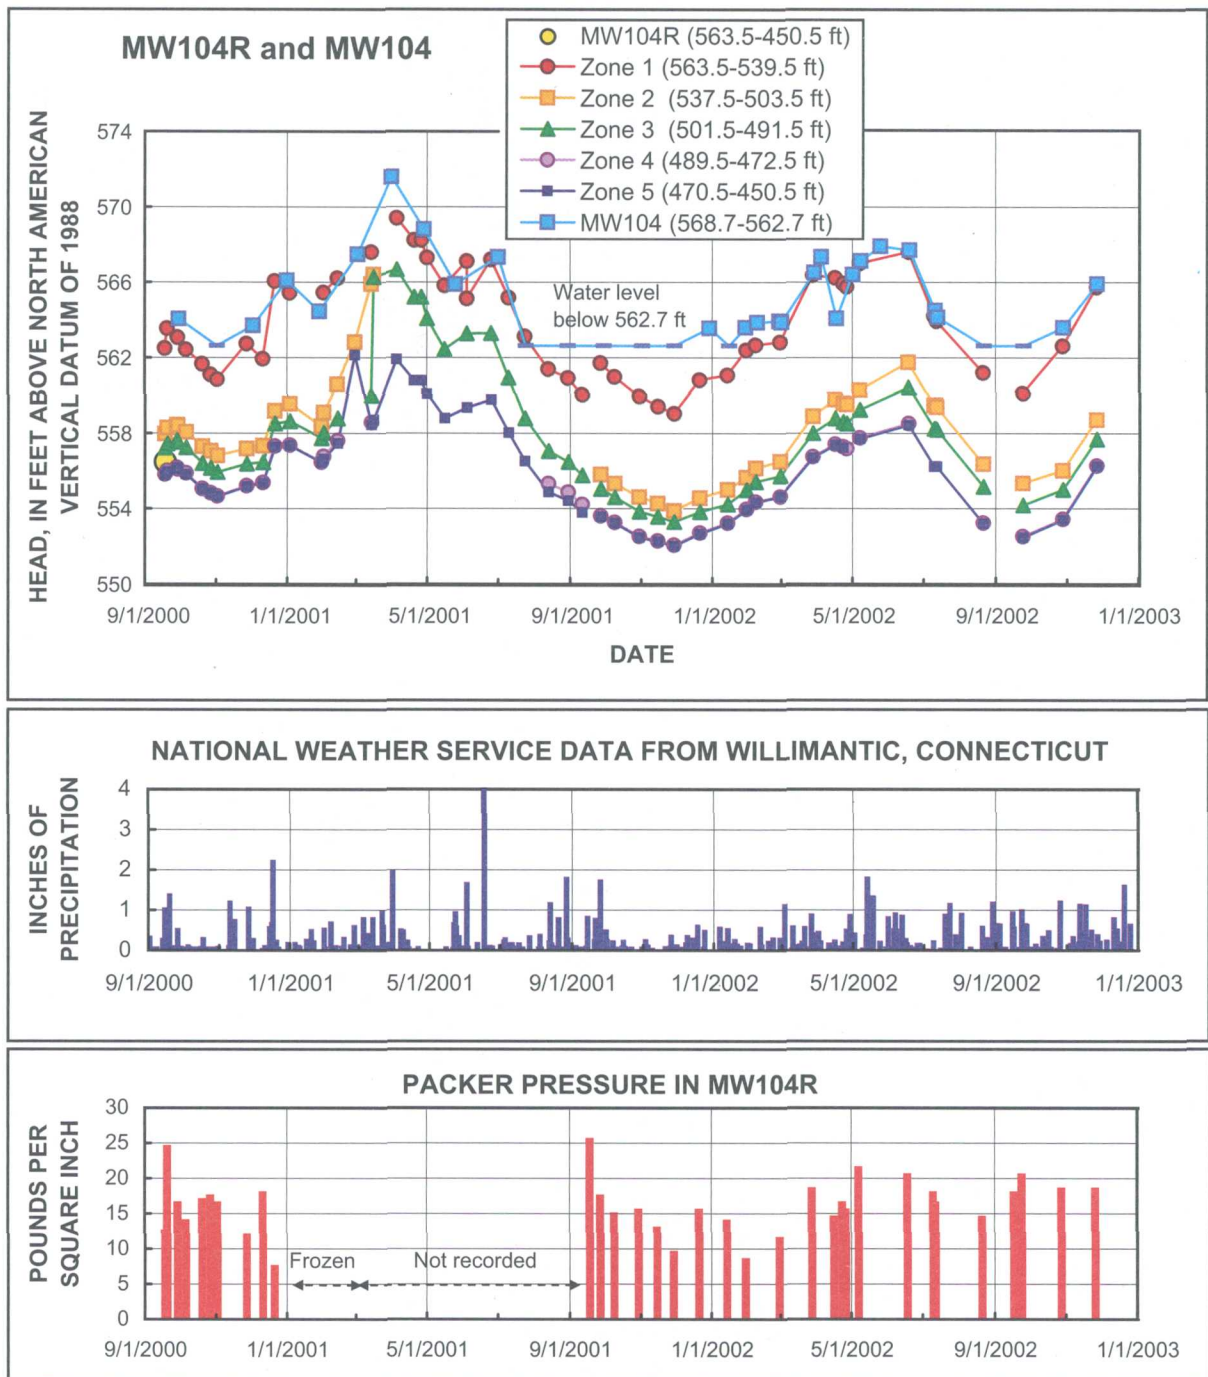 MW104R and MW104
MW104R (563.5-450.5 ft)
Zone 1 (563.5-539.5 ft)
Zone 2 (537.5-503.5 ft)
Zone 3 (501.5-491.5 ft)
Zone 4 (489.5-472.5 ft)
Zone 5 (470.5-450.5 ft)
MW104 (568.7-562.7 ft)
HEAD, IN FEET ABOVE NORTH AMERICAN
VERTICAL DATUM OF 1988
574
570
566
562
558
554
550
Water level
below 562.7 ft
9/1/2000 1/1/2001 5/1/2001 9/1/2001 1/1/2002 5/1/2002 9/1/2002 1/1/2003
DATE
NATIONAL WEATHER SERVICE DATA FROM WILLIMANTIC, CONNECTICUT
INCHES OF
PRECIPITATION
4
3
2
1
0
9/1/2000 1/1/2001 5/1/2001 9/1/2001 1/1/2002 5/1/2002 9/1/2002 1/1/2003
PACKER PRESSURE IN MW104R
POUNDS PER
SQUARE INCH
30
25
20
15
10
5
0
Frozen Not recorded
9/1/2000 1/1/2001 5/1/2001 9/1/2001 1/1/2002 5/1/2002 9/1/2002 1/1/2003